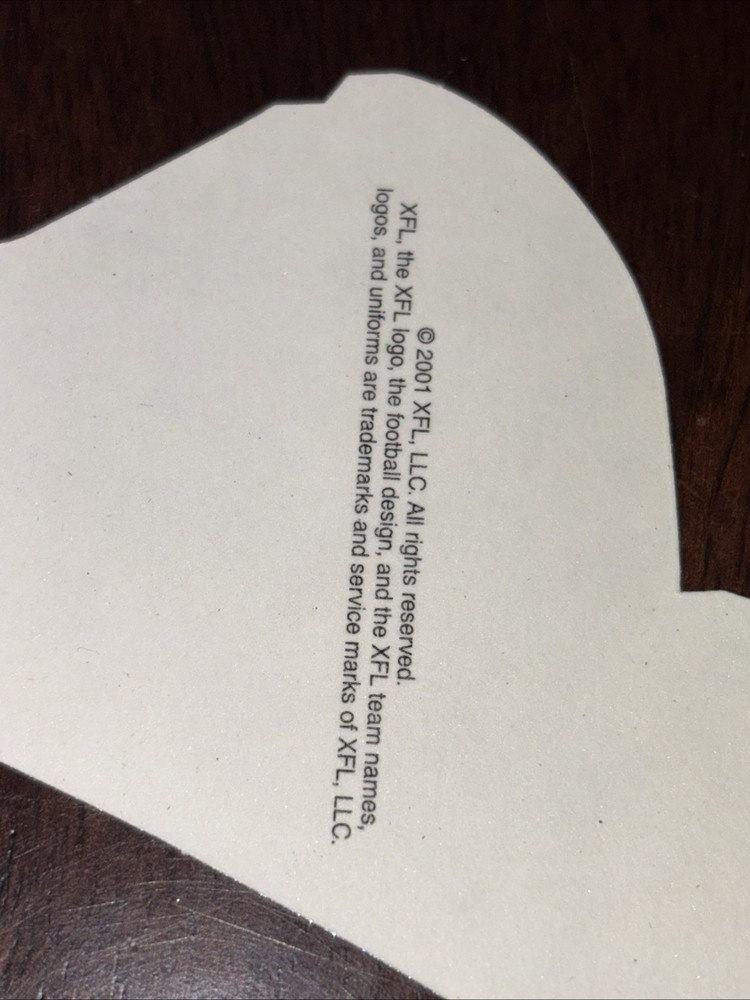 © 2001 XFL, LLC. All rights reserved.
XFL, the XFL logo, the football design, and the XFL team names,
logos, and uniforms are trademarks and service marks of XFL, LLC.